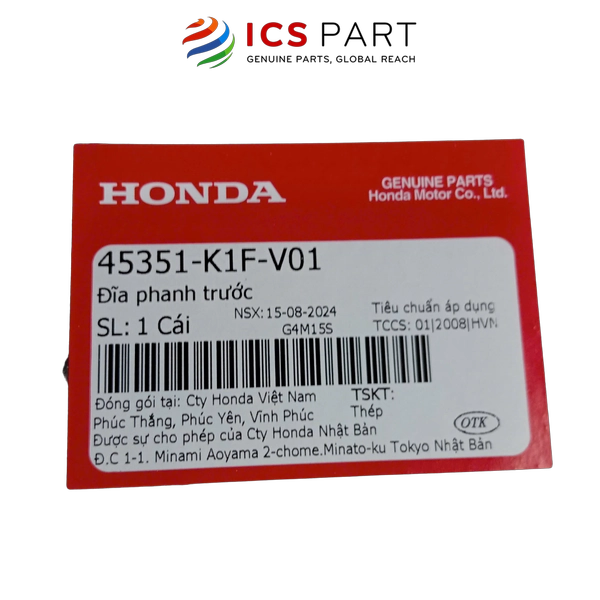 ICS PART
GENUINE PARTS, GLOBAL REACH
HONDA
GENUINE PARTS
Honda Motor Co., Ltd.
45351-K1F-V01
Đĩa phanh trước
NSX: 15-08-2024
Tiêu chuẩn áp dụng
SL: 1 Cái
G4M15S
TCCS: 01|2008|HVN
Đóng gói tại: Cty Honda Việt Nam
TSKT:
Phúc Thắng, Phúc Yên, Vĩnh Phúc
Thép
Được sự cho phép của Cty Honda Nhật Bản
OTK
Đ.C 1-1. Minami Aoyama 2-chome.Minato-ku Tokyo Nhật Bản